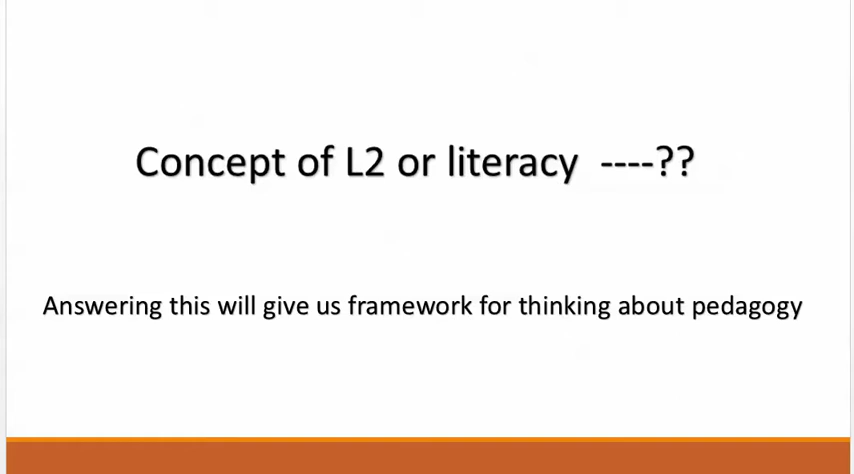 Concept of L2 or literacy ----??
Answering this will give us framework for thinking about pedagogy